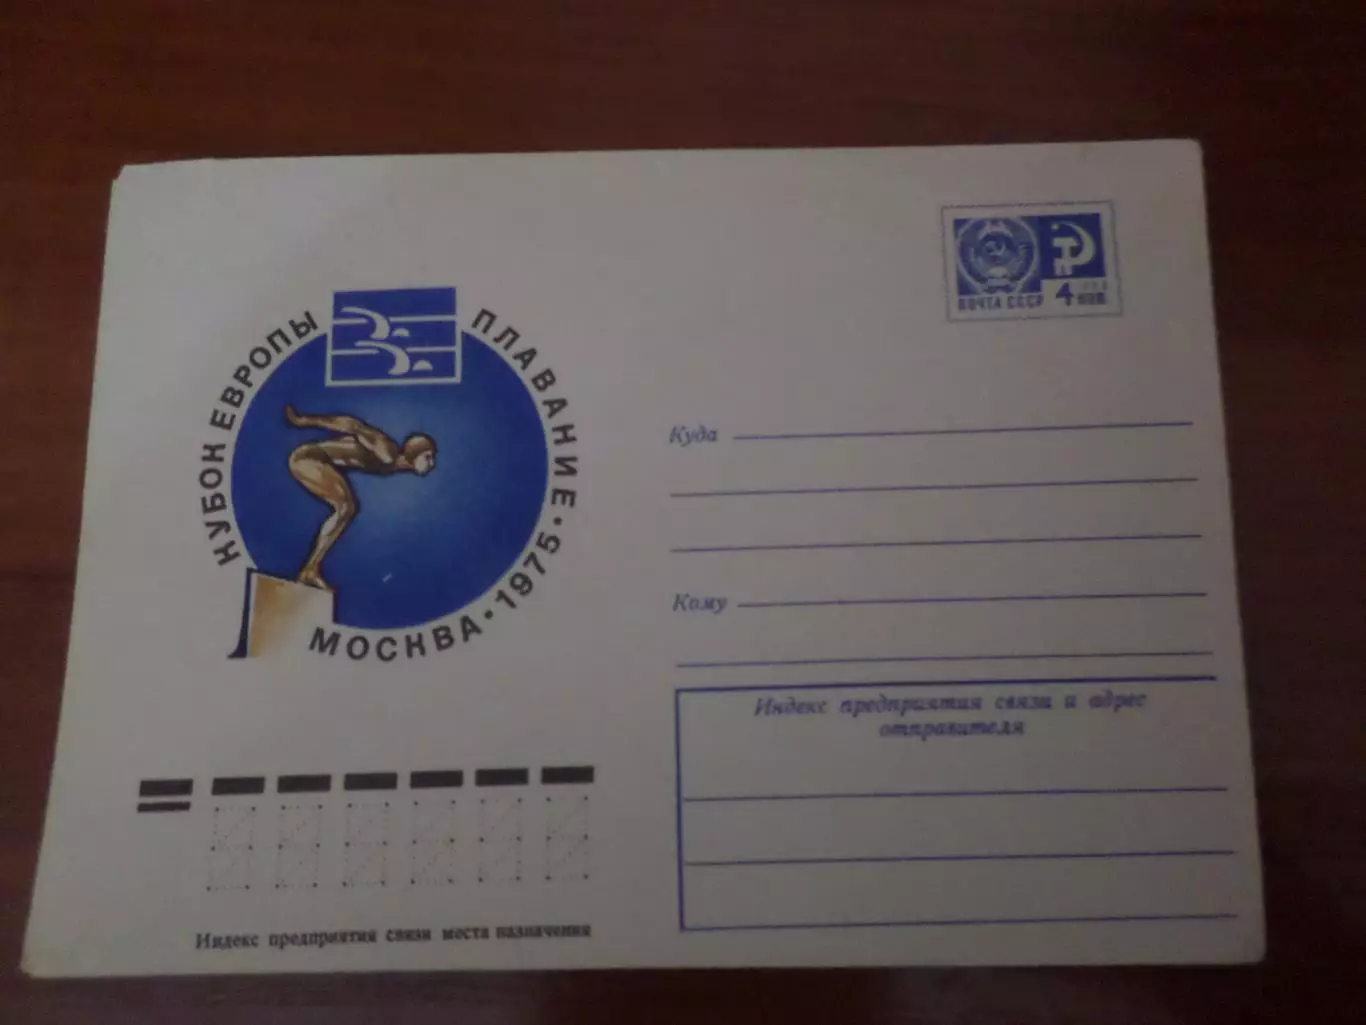 КУБОК ЕВРОПЫ
ПЛАВАНИЕ · 1975 · МОСКВА
ПОЧТА СССР 4 КОП
Куда
Кому
Индекс предприятия связи и адрес
отправителя
Индекс предприятия связи места назначения